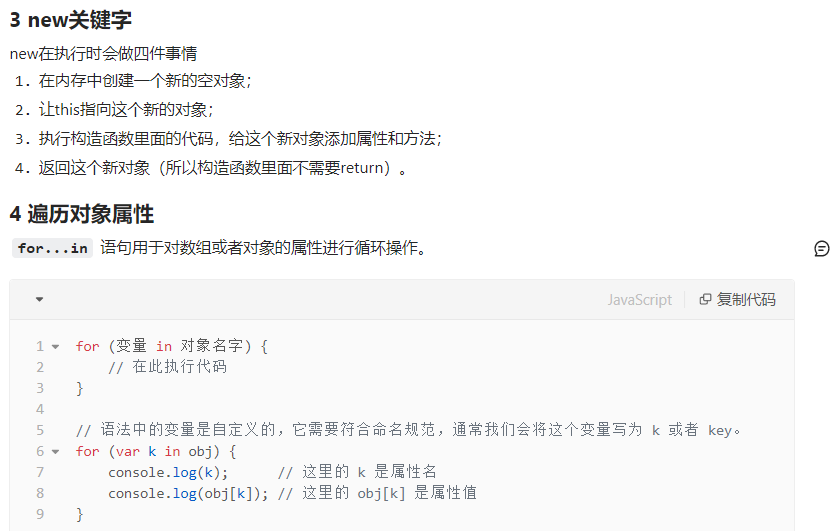 3 new关键字
new在执行时会做四件事情
1. 在内存中创建一个新的空对象；
2. 让this指向这个新的对象；
3. 执行构造函数里面的代码，给这个新对象添加属性和方法；
4. 返回这个新对象（所以构造函数里面不需要return）。
4 遍历对象属性
for...in 语句用于对数组或者对象的属性进行循环操作。
JavaScript 复制代码
1 for (变量 in 对象名字) {
2     // 在此执行代码
3 }
4
5 // 语法中的变量是自定义的，它需要符合命名规范，通常我们会将这个变量写为 k 或者 key。
6 for (var k in obj) {
7     console.log(k);      // 这里的 k 是属性名
8     console.log(obj[k]); // 这里的 obj[k] 是属性值
9 }